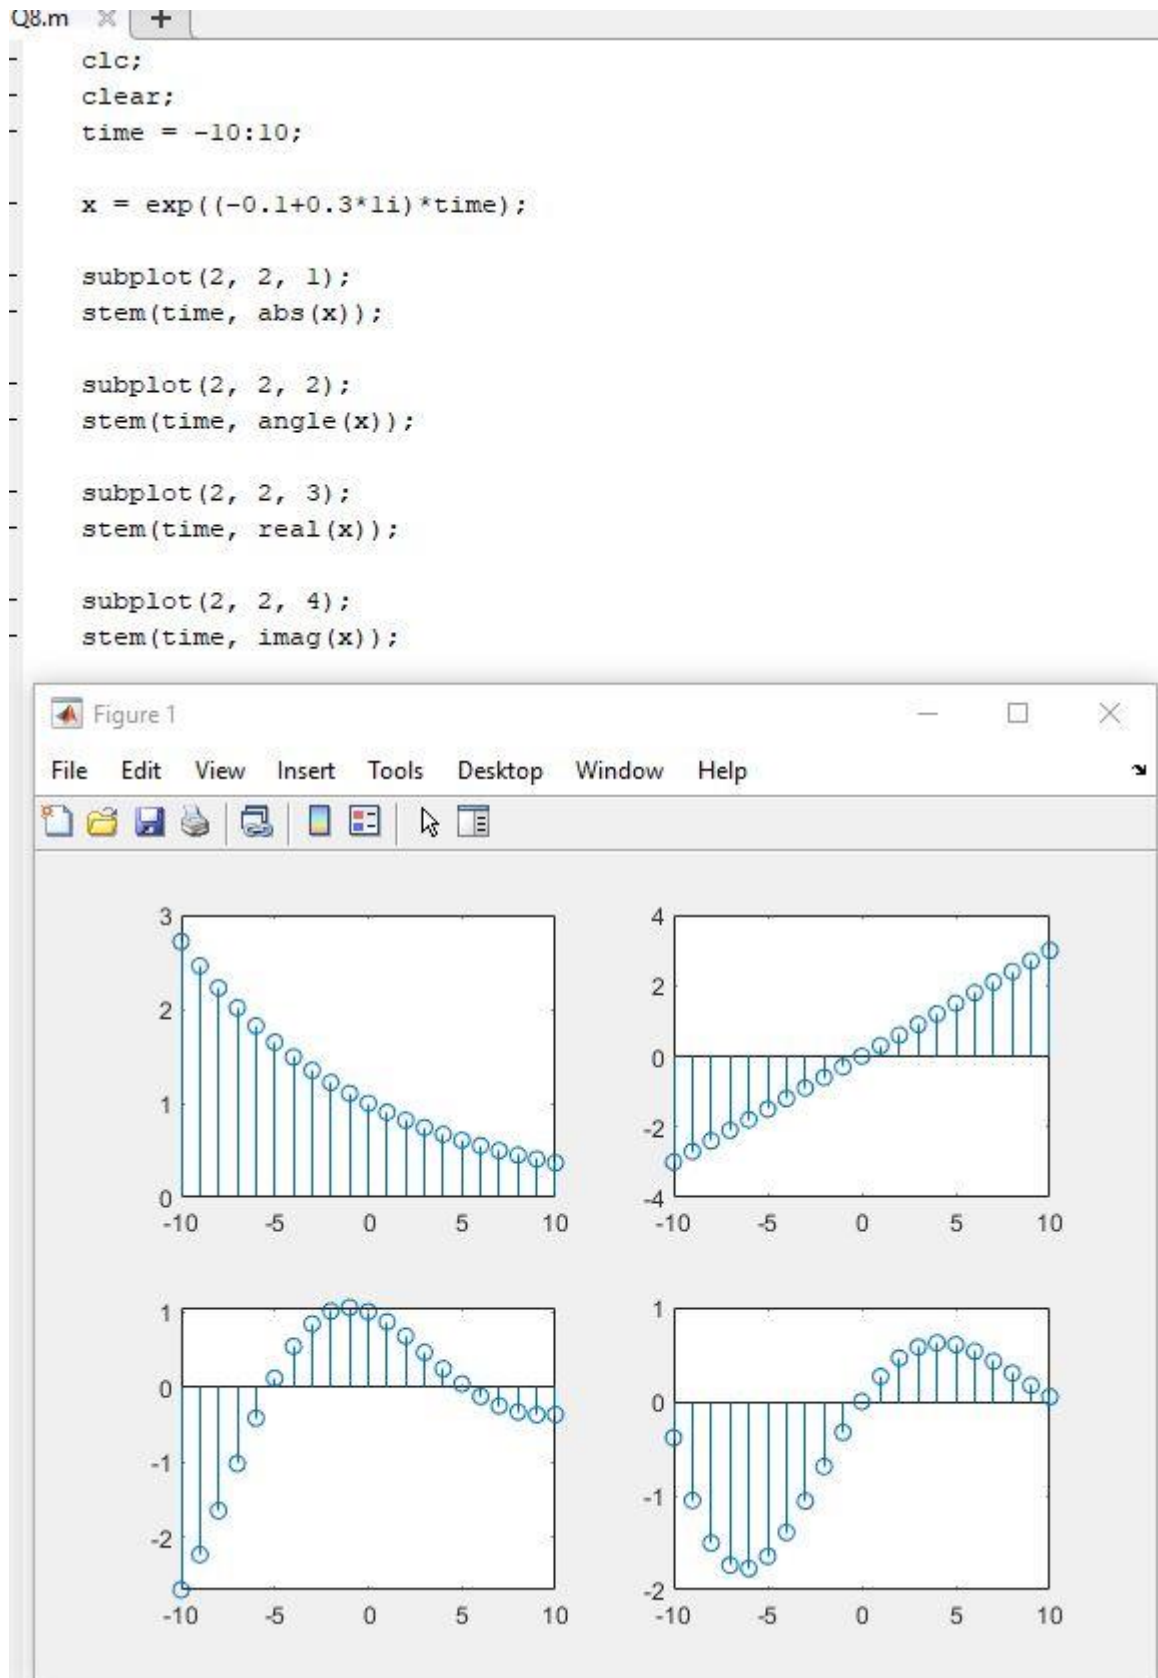 Q8.m
clc;
clear;
time = -10:10;
x = exp((-0.1+0.3*1i)*time);
subplot(2, 2, 1);
stem(time, abs(x));
subplot(2, 2, 2);
stem(time, angle(x));
subplot(2, 2, 3);
stem(time, real(x));
subplot(2, 2, 4);
stem(time, imag(x));
Figure 1
File Edit View Insert Tools Desktop Window Help
3
2
1
0
-10 -5 0 5 10
4
2
0
-2
-4
-10 -5 0 5 10
1
0
-1
-2
-10 -5 0 5 10
1
0
-1
-2
-10 -5 0 5 10